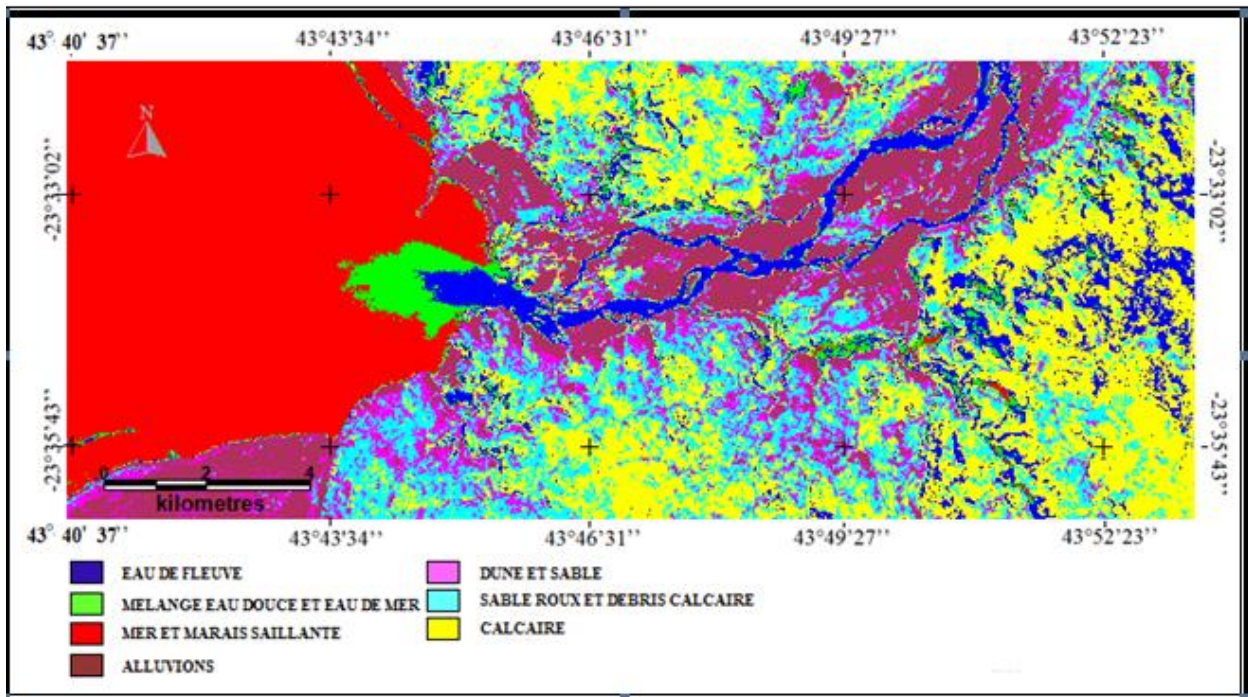 43° 40' 37'' 43°43'34'' 43°46'31'' 43°49'27'' 43°52'23''
N
-23°33'02'' -23°33'02''
-23°35'43'' -23°35'43''
0 2 4
kilometres
43° 40' 37'' 43°43'34'' 43°46'31'' 43°49'27'' 43°52'23''
EAU DE FLEUVE
MELANGE EAU DOUCE ET EAU DE MER
MER ET MARAIS SAILLANTE
ALLUVIONS
DUNE ET SABLE
SABLE ROUX ET DEBRIS CALCAIRE
CALCAIRE